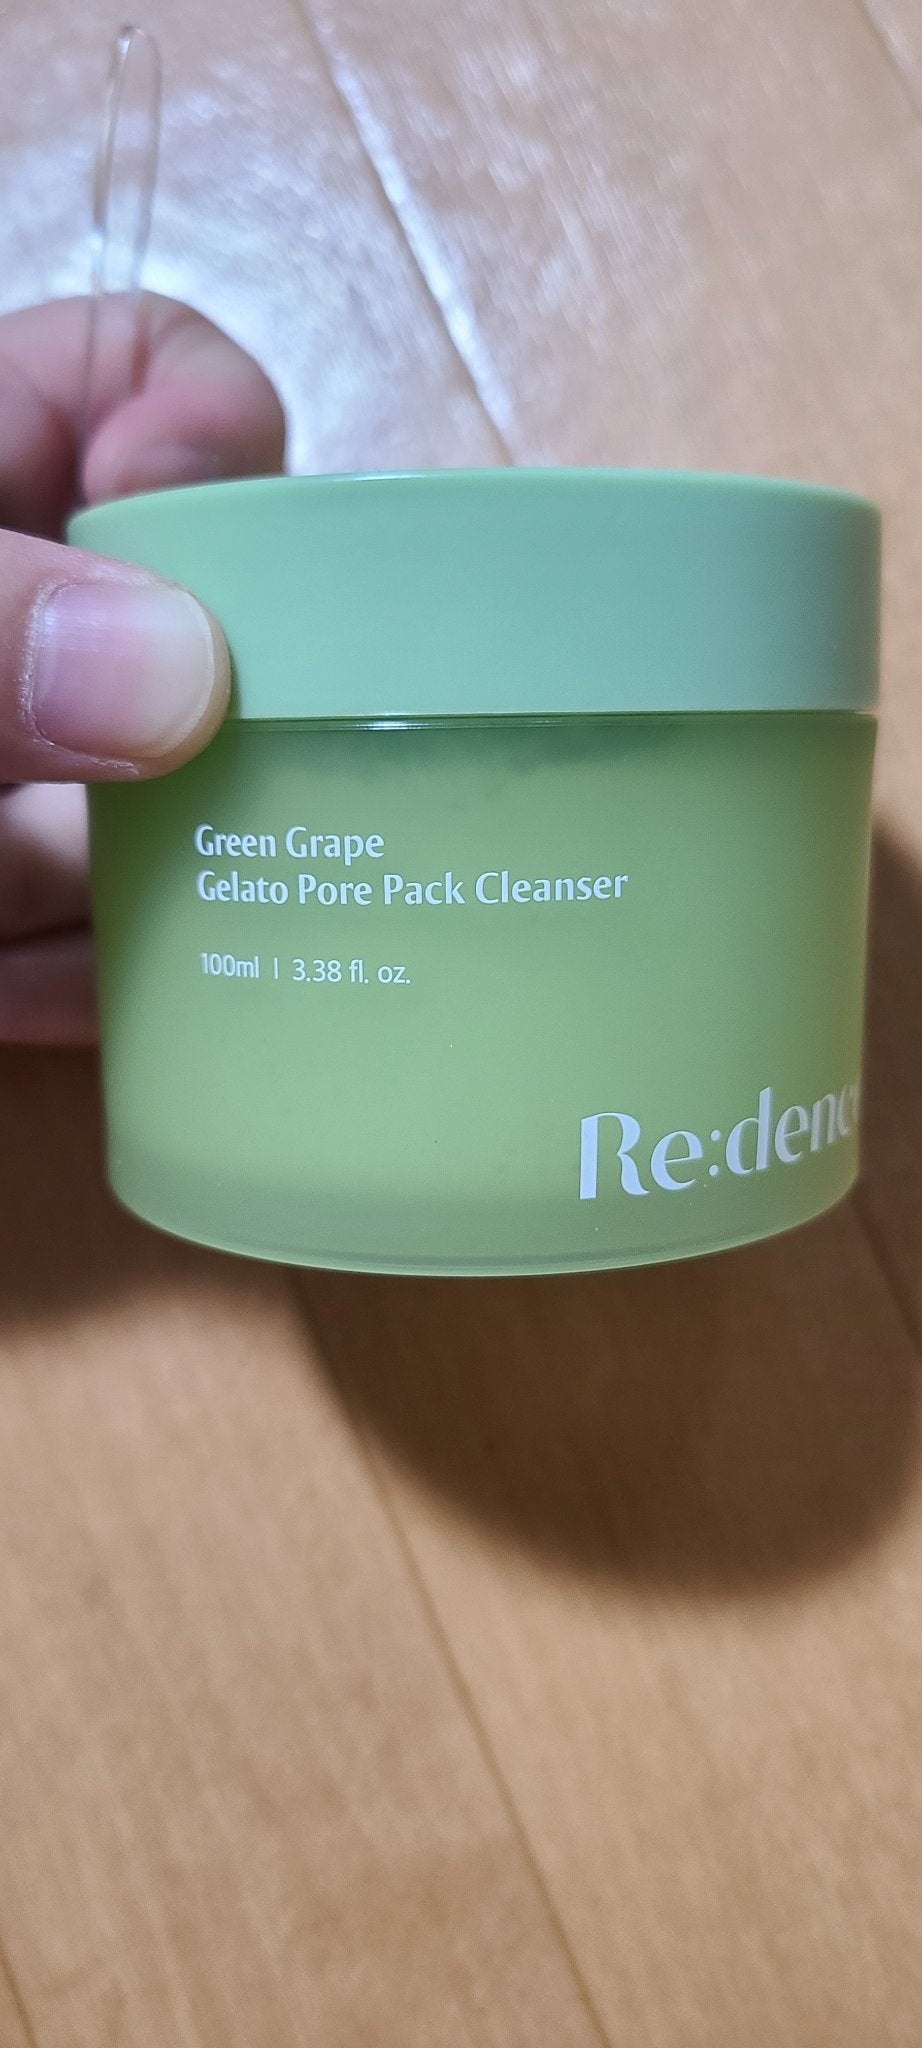 Green Grape
Gelato Pore Pack Cleanser
100ml | 3.38 fl. oz.